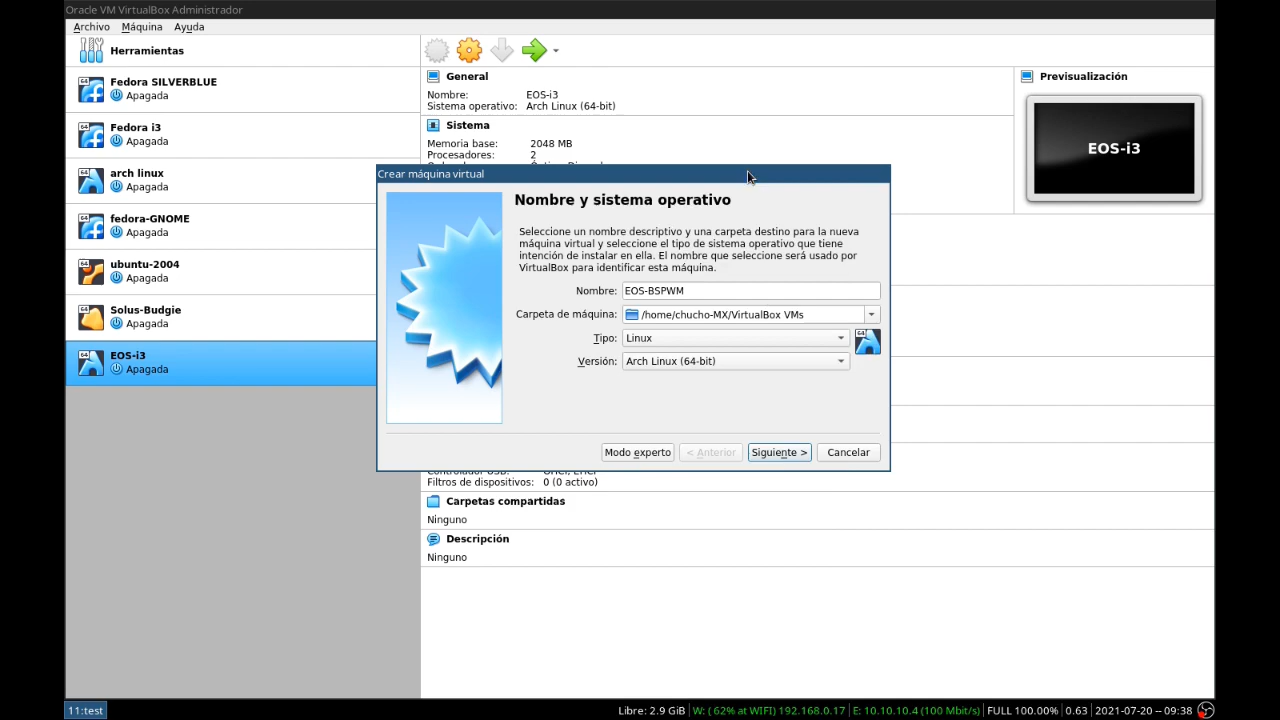 Oracle VM VirtualBox Administrador
Archivo Máquina Ayuda
Herramientas
Fedora SILVERBLUE
Apagada
Fedora i3
Apagada
arch linux
Apagada
fedora-GNOME
Apagada
ubuntu-2004
Apagada
Solus-Budgie
Apagada
EOS-i3
Apagada
General
Nombre: EOS-i3
Sistema operativo: Arch Linux (64-bit)
Sistema
Memoria base: 2048 MB
Procesadores: 2
Previsualización
EOS-i3
Crear máquina virtual
Nombre y sistema operativo
Seleccione un nombre descriptivo y una carpeta destino para la nueva
máquina virtual y seleccione el tipo de sistema operativo que tiene
intención de instalar en ella. El nombre que seleccione será usado por
VirtualBox para identificar esta máquina.
Nombre: EOS-BSPWM
Carpeta de máquina: /home/chucho-MX/VirtualBox VMs
Tipo: Linux
Versión: Arch Linux (64-bit)
Modo experto < Anterior Siguiente > Cancelar
Filtros de dispositivos: 0 (0 activo)
Carpetas compartidas
Ninguno
Descripción
Ninguno
11:test
Libre: 2.9 GiB | W: ( 62% at WIFI) 192.168.0.17 | E: 10.10.10.4 (100 Mbit/s) | FULL 100.00% | 0.63 | 2021-07-20 -- 09:38